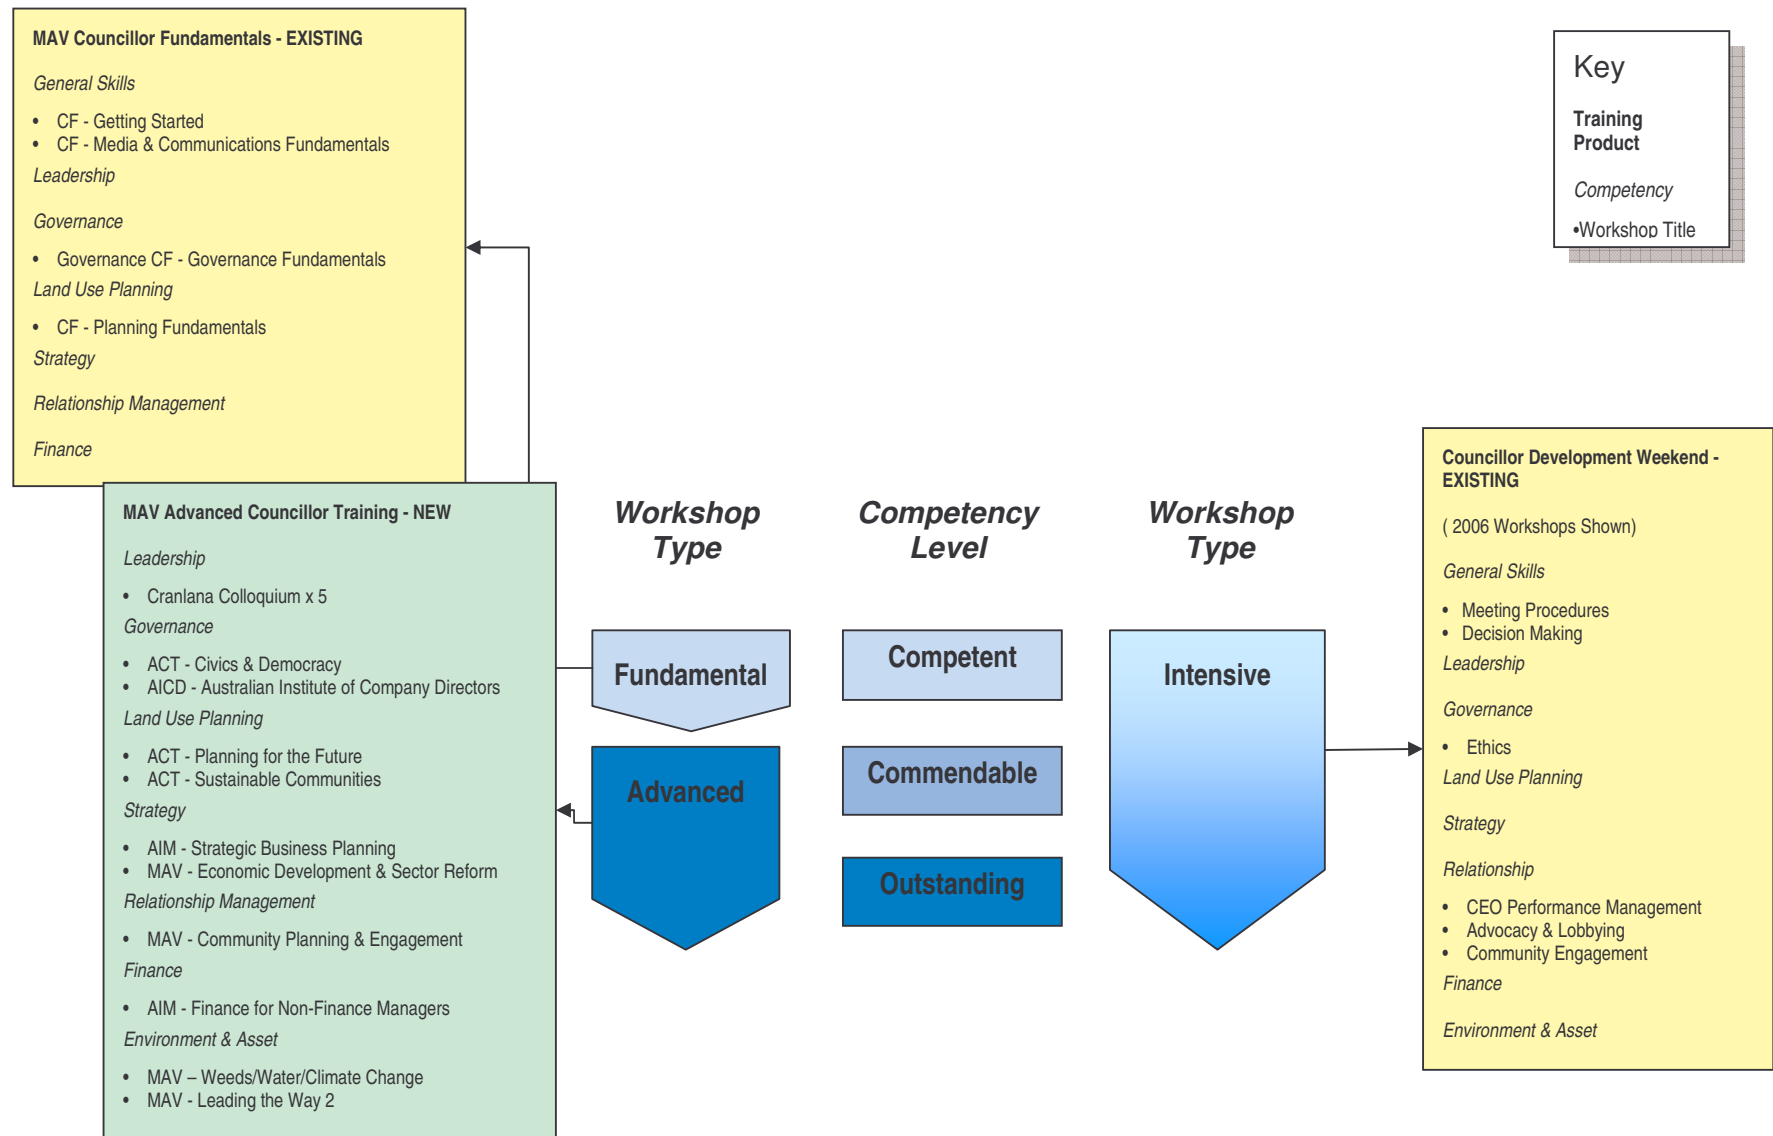 MAV Councillor Fundamentals - EXISTING
General Skills
• CF - Getting Started
• CF - Media & Communications Fundamentals
Leadership
Governance
• Governance CF - Governance Fundamentals
Land Use Planning
• CF - Planning Fundamentals
Strategy
Relationship Management
Finance
Key
Training
Product
Competency
•Workshop Title
MAV Advanced Councillor Training - NEW
Leadership
• Cranlana Colloquium x 5
Governance
• ACT - Civics & Democracy
• AICD - Australian Institute of Company Directors
Land Use Planning
• ACT - Planning for the Future
• ACT - Sustainable Communities
Strategy
• AIM - Strategic Business Planning
• MAV - Economic Development & Sector Reform
Relationship Management
• MAV - Community Planning & Engagement
Finance
• AIM - Finance for Non-Finance Managers
Environment & Asset
• MAV – Weeds/Water/Climate Change
• MAV - Leading the Way 2
Workshop
Type
Fundamental
Advanced
Competency
Level
Competent
Commendable
Outstanding
Workshop
Type
Intensive
Councillor Development Weekend -
EXISTING
( 2006 Workshops Shown)
General Skills
• Meeting Procedures
• Decision Making
Leadership
Governance
• Ethics
Land Use Planning
Strategy
Relationship
• CEO Performance Management
• Advocacy & Lobbying
• Community Engagement
Finance
Environment & Asset